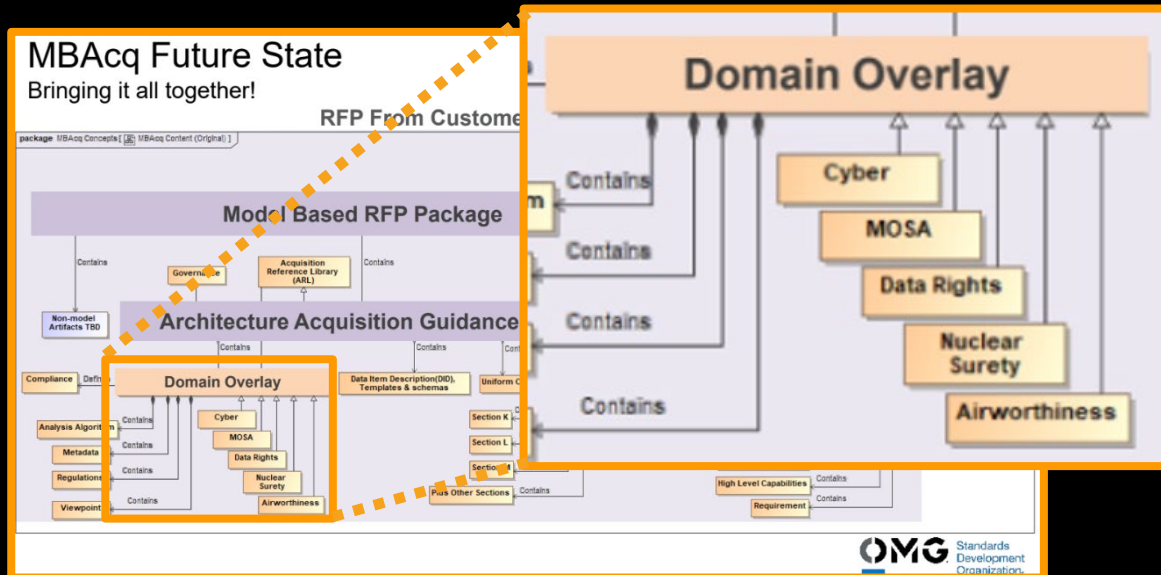 MBAcq Future State
Bringing it all together!
RFP From Custome
package MBAcq Concepts [ MBAcq Content (Original) ]
Model Based RFP Package
Contains
Governance
Acquisition
Reference Library
(ARL)
Contains
Non-model
Artifacts TBD
Architecture Acquisition Guidance
Contains
Contains
Compliance
Domain Overlay
Data Item Description(DID),
Templates & schemas
Analysis Algorithm
Contains
Metadata
Contains
Regulations
Contains
Viewpoint
Contains
Cyber
MOSA
Data Rights
Nuclear
Surety
Airworthiness
Section K
Section L
Plus Other Sections
Contains
High Level Capabilities
Contains
Requirement
Contains
Domain Overlay
Contains
Contains
Contains
Contains
Cyber
MOSA
Data Rights
Nuclear
Surety
Airworthiness
OMG
Standards
Development
Organization.